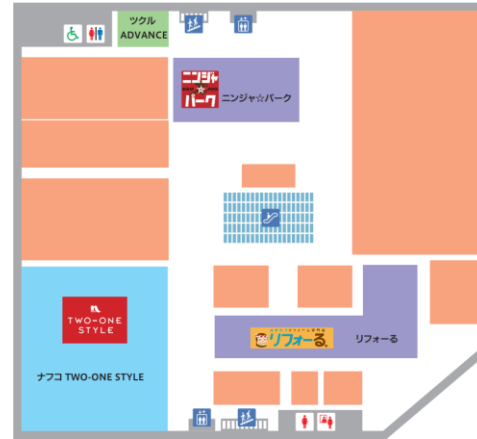 ツクル
ADVANCE
ニンジャ
パーク
ニンジャ☆パーク
TWO-ONE
STYLE
ナフコ TWO-ONE STYLE
リフォーる
リフォーる